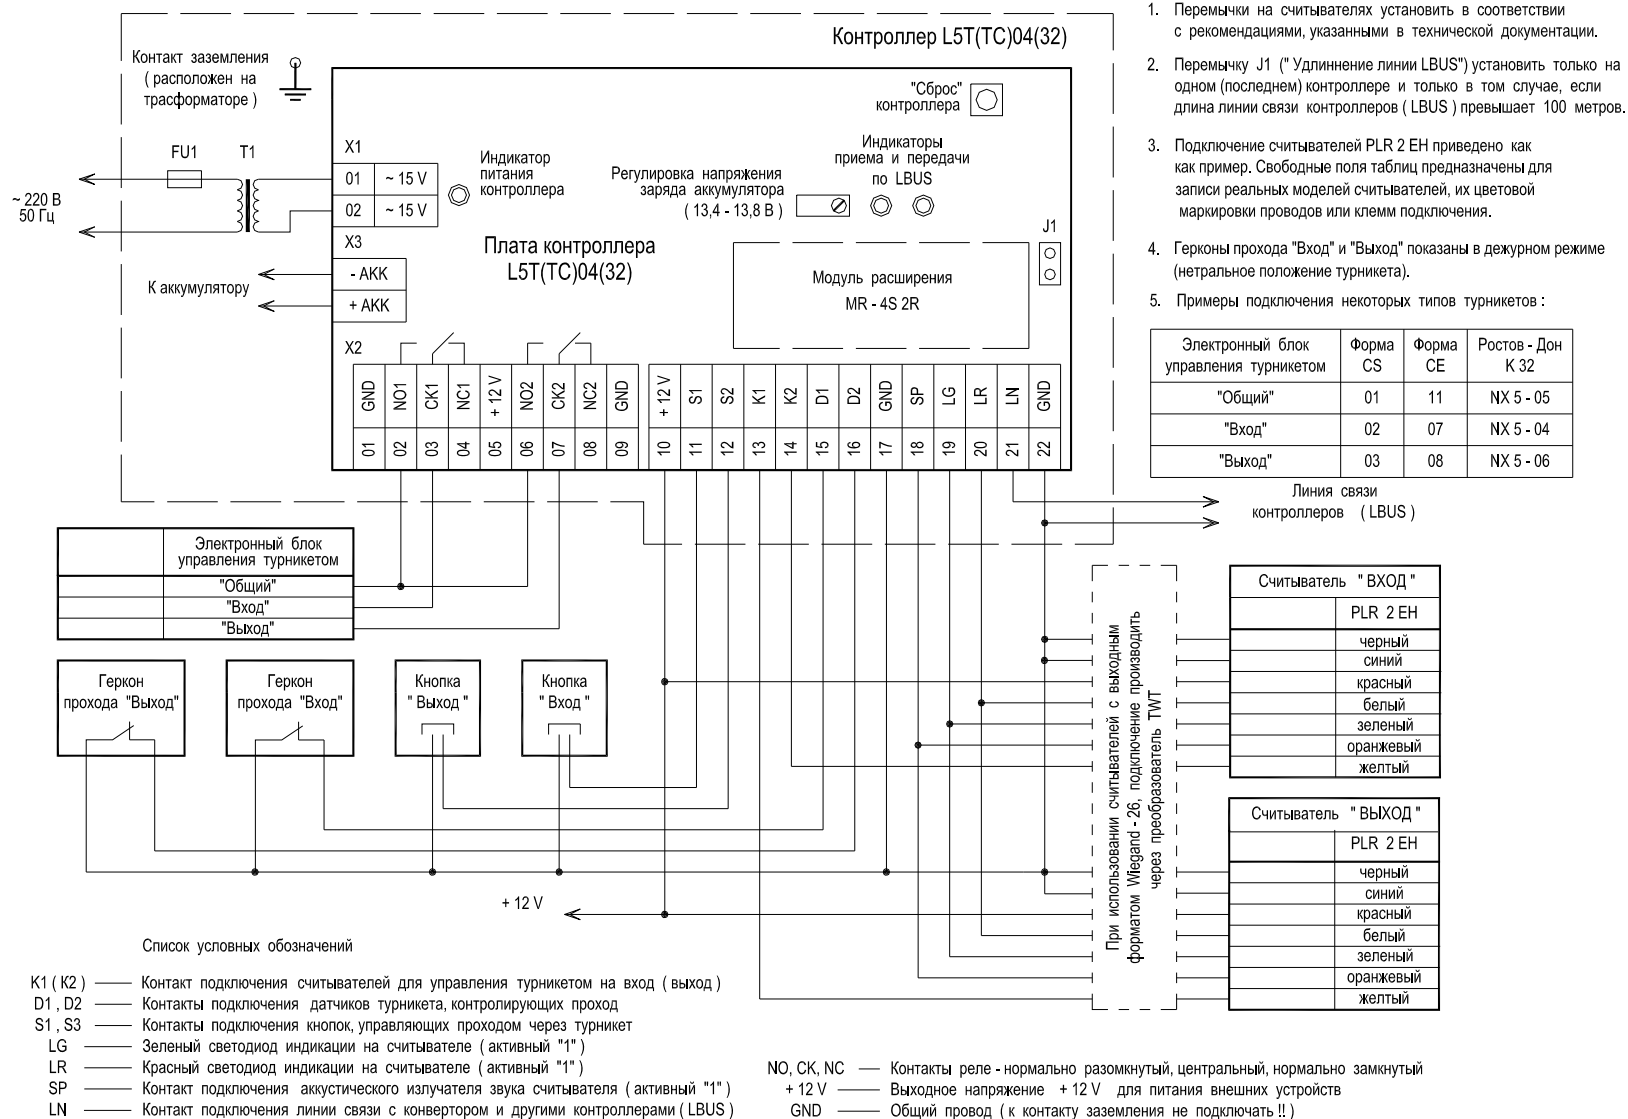 Контроллер L5T(TC)04(32)
Контакт заземления
( расположен на
трасформаторе )
"Сброс"
контроллера
FU1
T1
~ 220 В
50 Гц
X1
01 ~ 15 V
02 ~ 15 V
X3
- AKK
+ AKK
К аккумулятору
Индикатор
питания
контроллера
Регулировка напряжения
заряда аккумулятора
( 13,4 - 13,8 В )
Индикаторы
приема и передачи
по LBUS
J1
Плата контроллера
L5T(TC)04(32)
Модуль расширения
MR - 4S 2R
X2
GND NO1 CK1 NC1 + 12 V NO2 CK2 NC2 GND + 12 V S1 S2 K1 K2 D1 D2 GND SP LG LR LN GND
01 02 03 04 05 06 07 08 09 10 11 12 13 14 15 16 17 18 19 20 21 22
1. Перемычки на считывателях установить в соответствии
с рекомендациями, указанными в технической документации.
2. Перемычку J1 (" Удлиннение линии LBUS") установить только на
одном (последнем) контроллере и только в том случае, если
длина линии связи контроллеров ( LBUS ) превышает 100 метров.
3. Подключение считывателей PLR 2 EH приведено как
как пример. Свободные поля таблиц предназначены для
записи реальных моделей считывателей, их цветовой
маркировки проводов или клемм подключения.
4. Герконы прохода "Вход" и "Выход" показаны в дежурном режиме
(нетральное положение турникета).
5. Примеры подключения некоторых типов турникетов :
Электронный блок
управления турникетом
Форма
CS
Форма
CE
Ростов - Дон
К 32
"Общий" 01 11 NX 5 - 05
"Вход" 02 07 NX 5 - 04
"Выход" 03 08 NX 5 - 06
Линия связи
контроллеров ( LBUS )
Электронный блок
управления турникетом
"Общий"
"Вход"
"Выход"
Геркон
прохода "Выход"
Геркон
прохода "Вход"
Кнопка
" Выход "
Кнопка
" Вход "
+ 12 V
При использовании считывателей с выходным
форматом Wiegand - 26, подключение производить
через преобразователь TWT
Считыватель " ВХОД "
PLR 2 EH
черный
синий
красный
белый
зеленый
оранжевый
желтый
Считыватель " ВЫХОД "
PLR 2 EH
черный
синий
красный
белый
зеленый
оранжевый
желтый
Список условных обозначений
K1 ( K2 ) Контакт подключения считывателей для управления турникетом на вход ( выход )
D1 , D2 Контакты подключения датчиков турникета, контролирующих проход
S1 , S3 Контакты подключения кнопок, управляющих проходом через турникет
LG Зеленый светодиод индикации на считывателе ( активный "1" )
LR Красный светодиод индикации на считывателе ( активный "1" )
SP Контакт подключения аккустического излучателя звука считывателя ( активный "1" )
LN Контакт подключения линии связи с конвертором и другими контроллерами ( LBUS )
NO, CK, NC Контакты реле - нормально разомкнутый, центральный, нормально замкнутый
+ 12 V Выходное напряжение + 12 V для питания внешних устройств
GND Общий провод ( к контакту заземления не подключать !! )